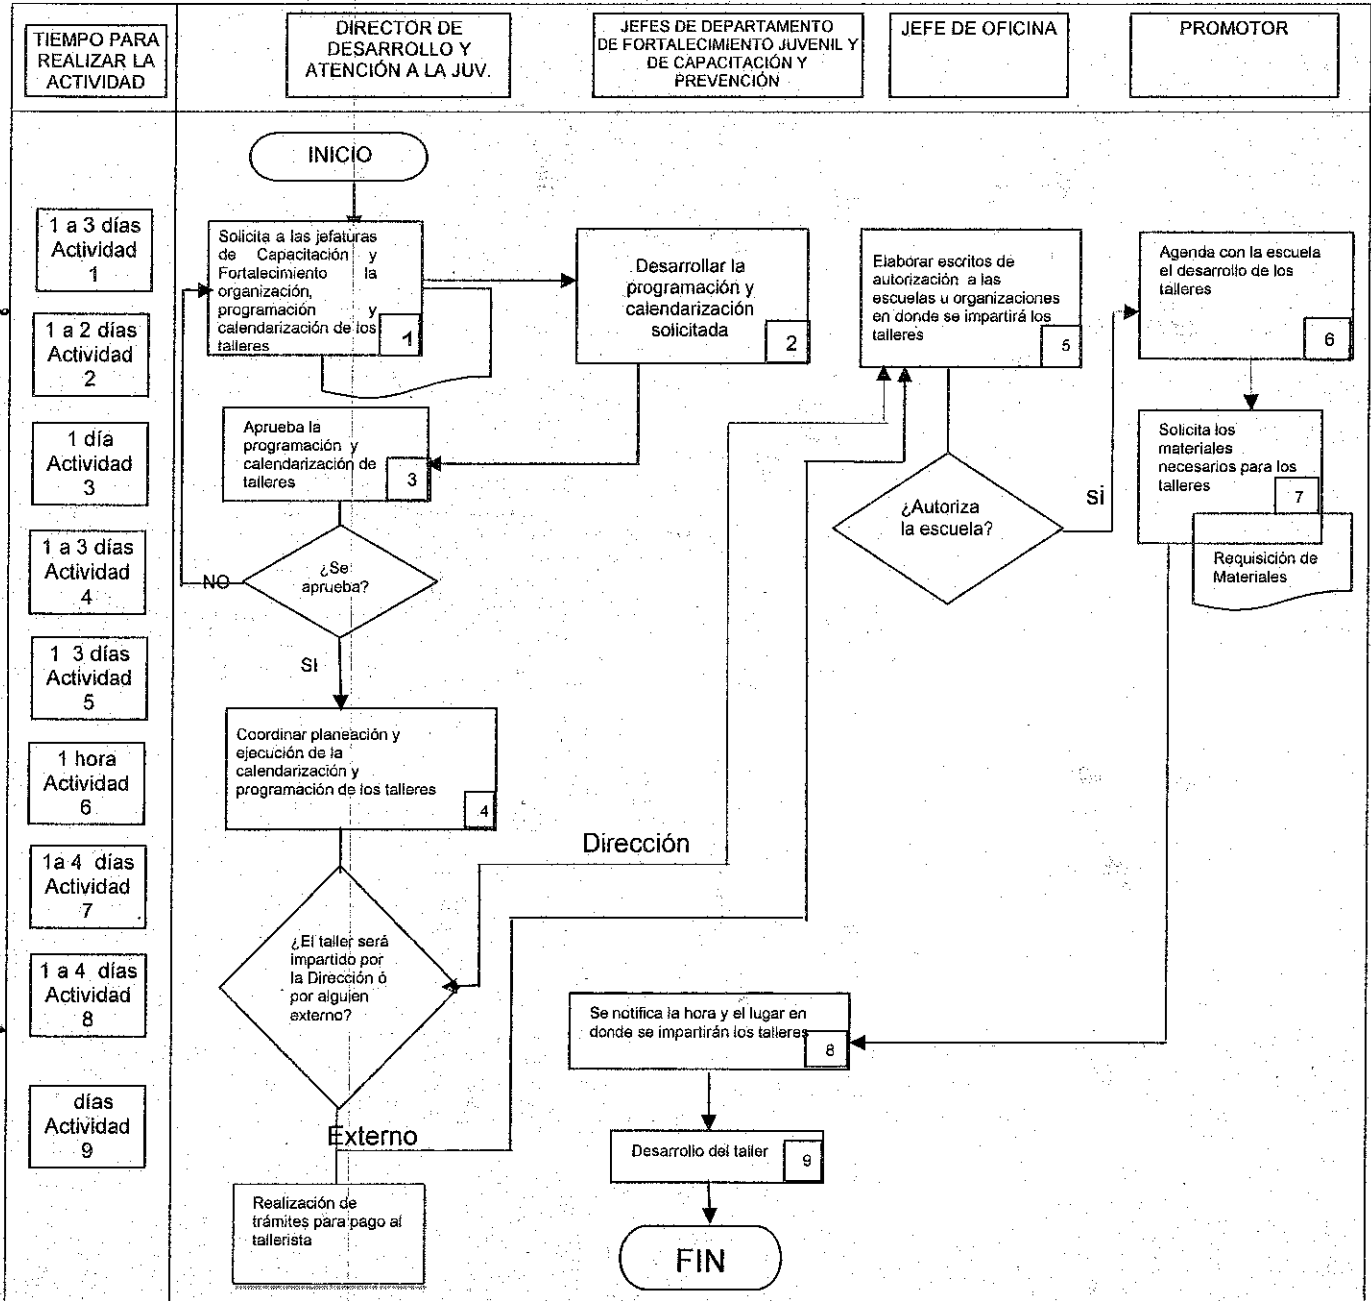 TIEMPO PARA
REALIZAR LA
ACTIVIDAD
DIRECTOR DE
DESARROLLO Y
ATENCIÓN A LA JUV.
JEFES DE DEPARTAMENTO
DE FORTALECIMIENTO JUVENIL Y
DE CAPACITACIÓN Y
PREVENCIÓN
JEFE DE OFICINA
PROMOTOR
INICIO
1 a 3 días
Actividad
1
1 a 2 días
Actividad
2
1 día
Actividad
3
1 a 3 días
Actividad
4
1 3 días
Actividad
5
1 hora
Actividad
6
1a 4 días
Actividad
7
1 a 4 días
Actividad
8
días
Actividad
9
Solicita a las jefaturas
de Capacitación y
Fortalecimiento la
organización,
programación y
calendarización de los
talleres
1
Desarrollar la
programación y
calendarización
solicitada
2
Elaborar escritos de
autorización a las
escuelas u organizaciones
en donde se impartirá los
talleres
5
Agenda con la escuela
el desarrollo de los
talleres
6
Aprueba la
programación y
calendarización de
talleres
3
Solicita los
materiales
necesarios para los
talleres
7
Requisición de
Materiales
¿Autoriza
la escuela?
si
¿Se
aprueba?
NO
SI
Coordinar planeación y
ejecución de la
calendarización y
programación de los talleres
4
Dirección
¿El taller será
impartido por
la Dirección ó
por alguien
externo?
Externo
Realización de
trámites para pago al
tallerista
Se notifica la hora y el lugar en
donde se impartirán los talleres
8
Desarrollo del taller
9
FIN